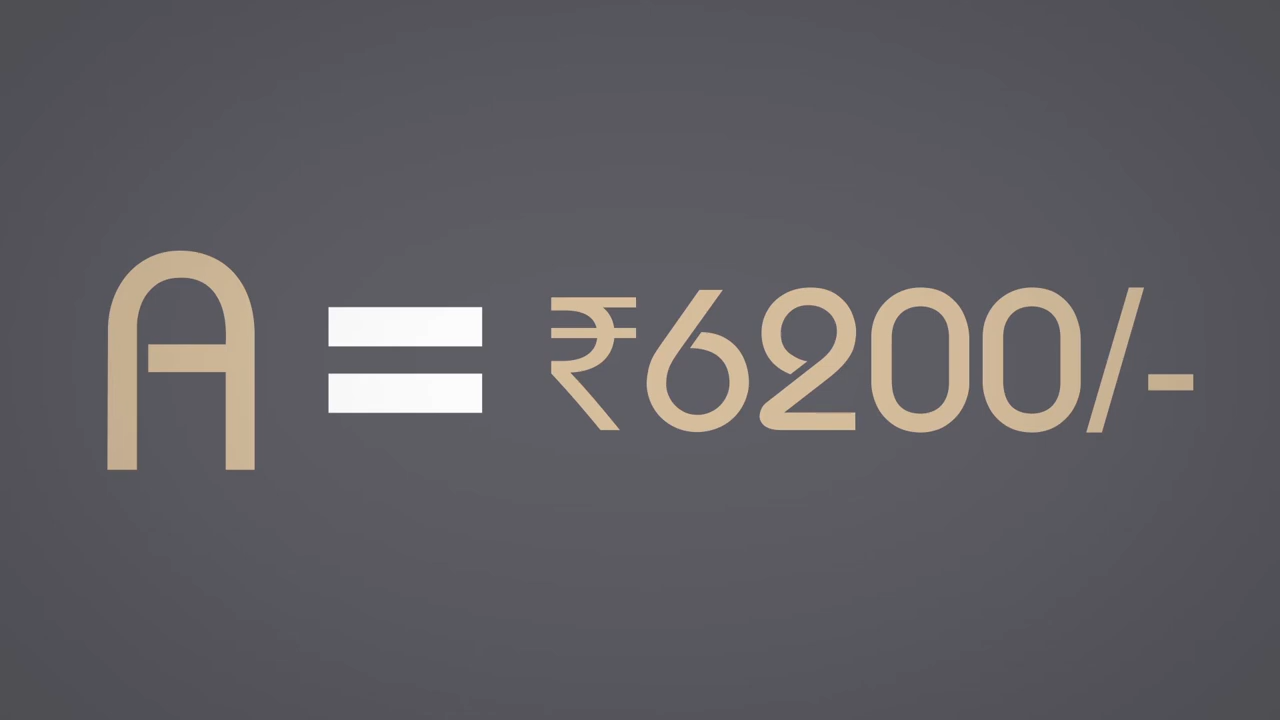 A = ₹6200/-